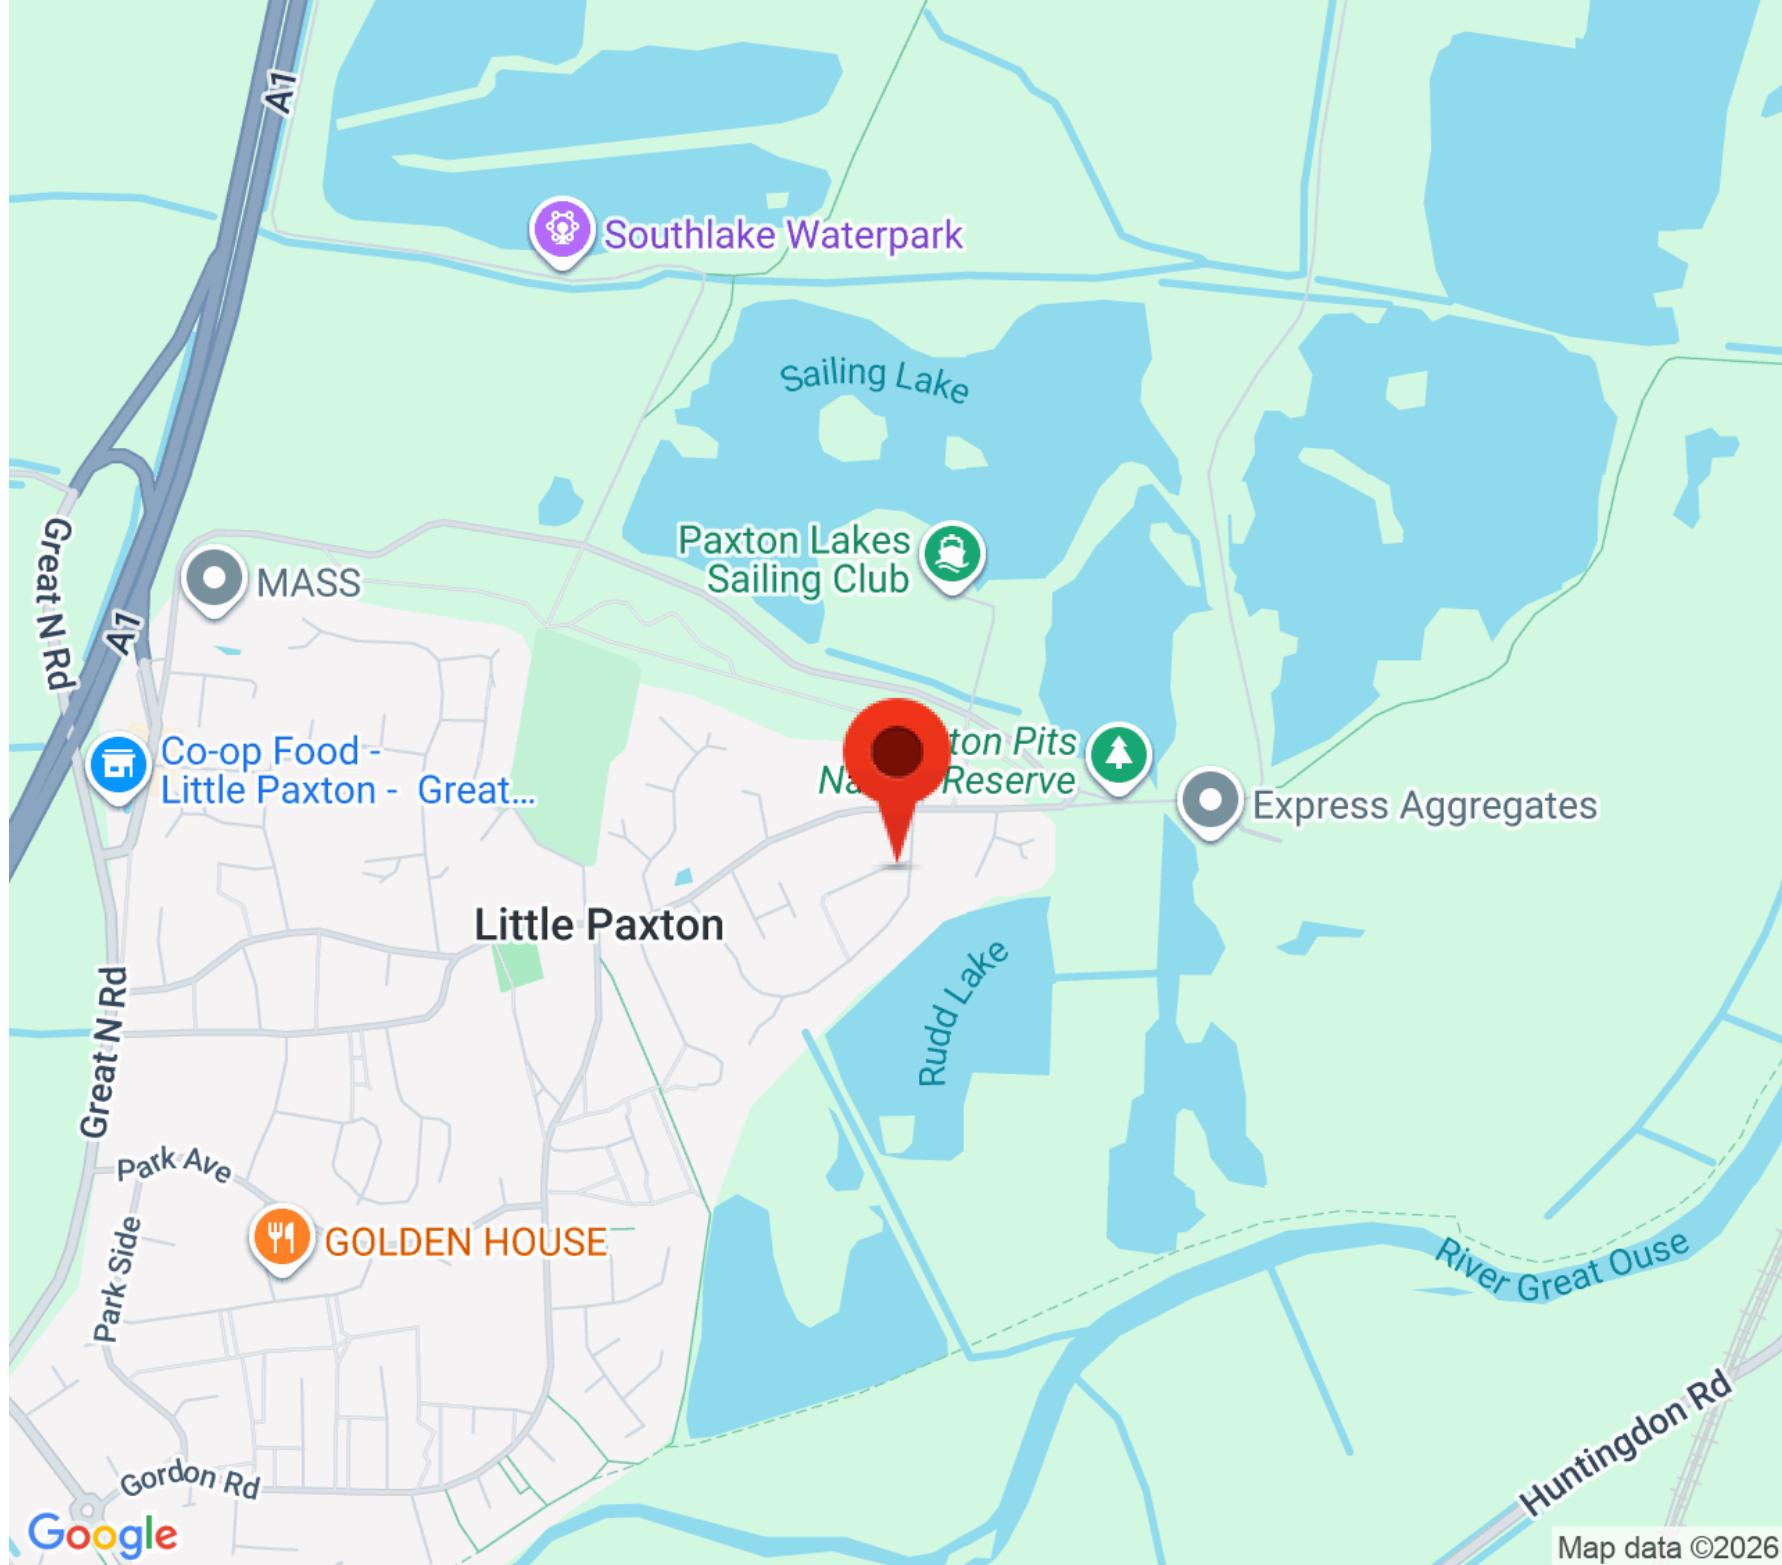 A1
Southlake Waterpark
Sailing Lake
Great N Rd
Paxton Lakes
Sailing Club
MASS
A1
ton Pits
Na Reserve
Co-op Food -
Little Paxton - Great...
Express Aggregates
Little Paxton
Rudd Lake
Great N Rd
Park Ave
Park Side
GOLDEN HOUSE
River Great Ouse
Huntingdon Rd
Gordon Rd
Google
Map data ©2026